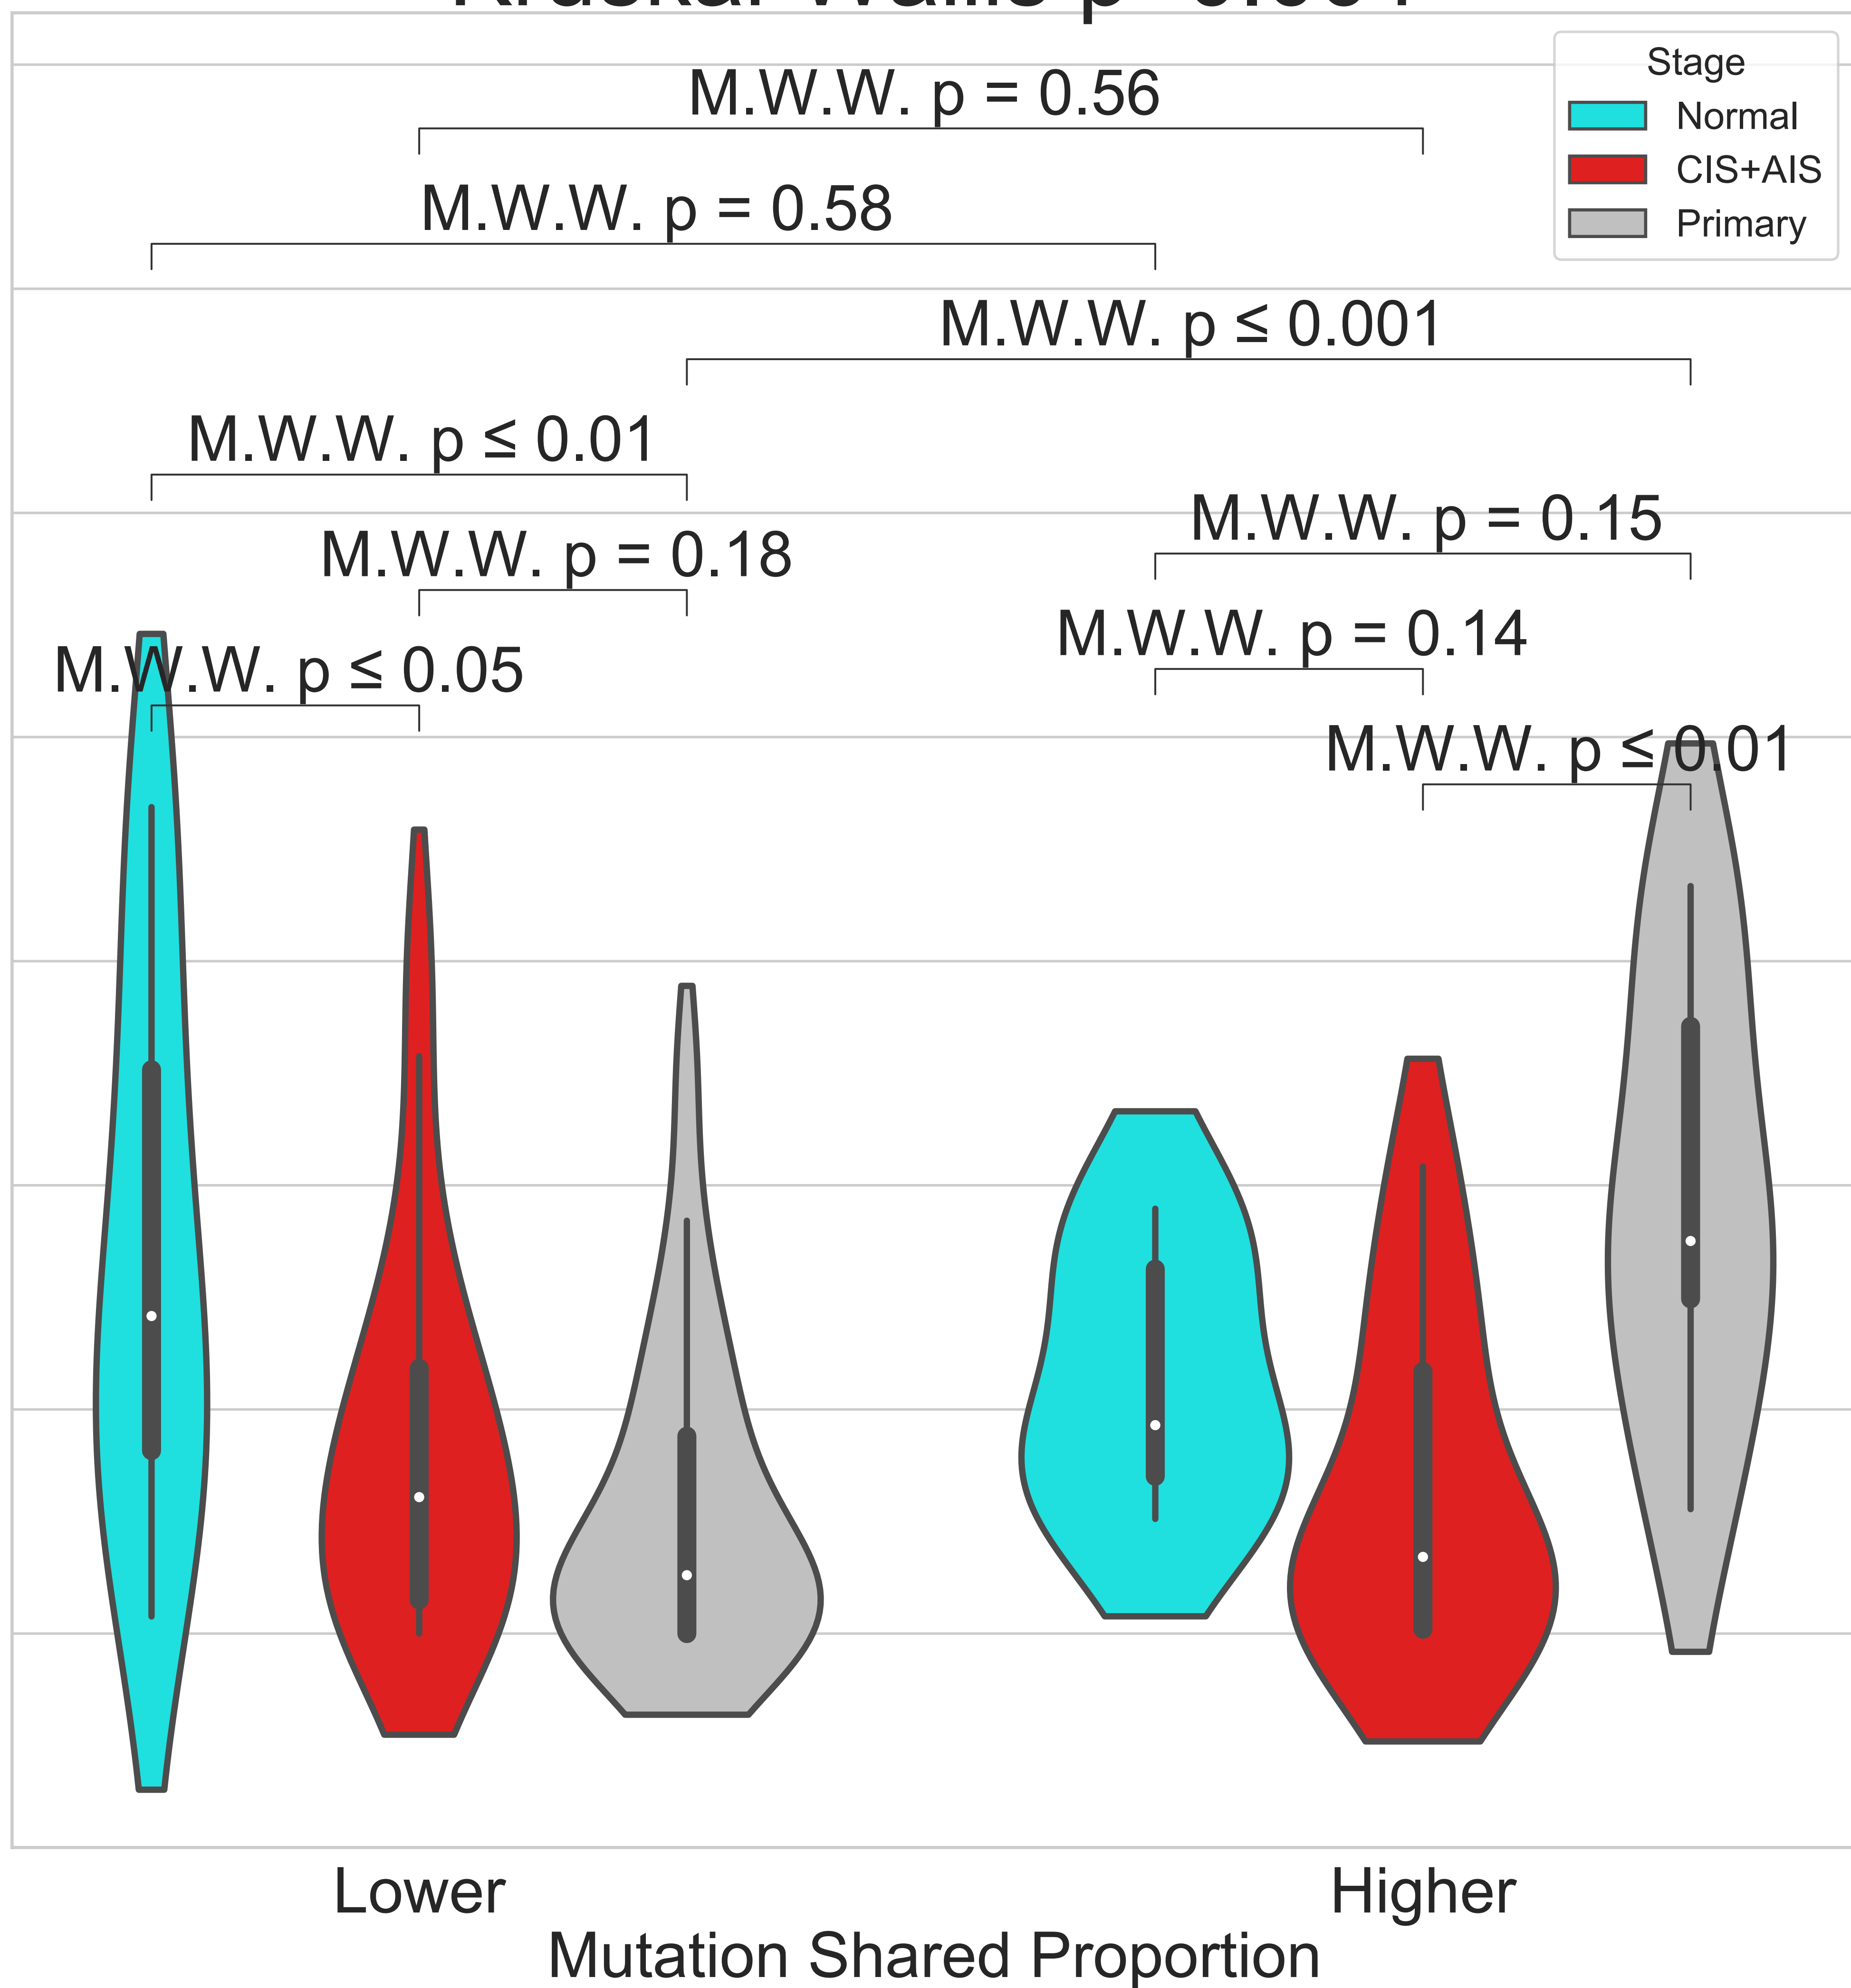 Stage
Normal
CIS+AIS
Primary
M.W.W. p = 0.56
M.W.W. p = 0.58
M.W.W. p ≤ 0.001
M.W.W. p ≤ 0.01
M.W.W. p = 0.15
M.W.W. p = 0.18
M.W.W. p = 0.14
M.W.W. p ≤ 0.05
M.W.W. p ≤ 0.01
Lower
Higher
Mutation Shared Proportion